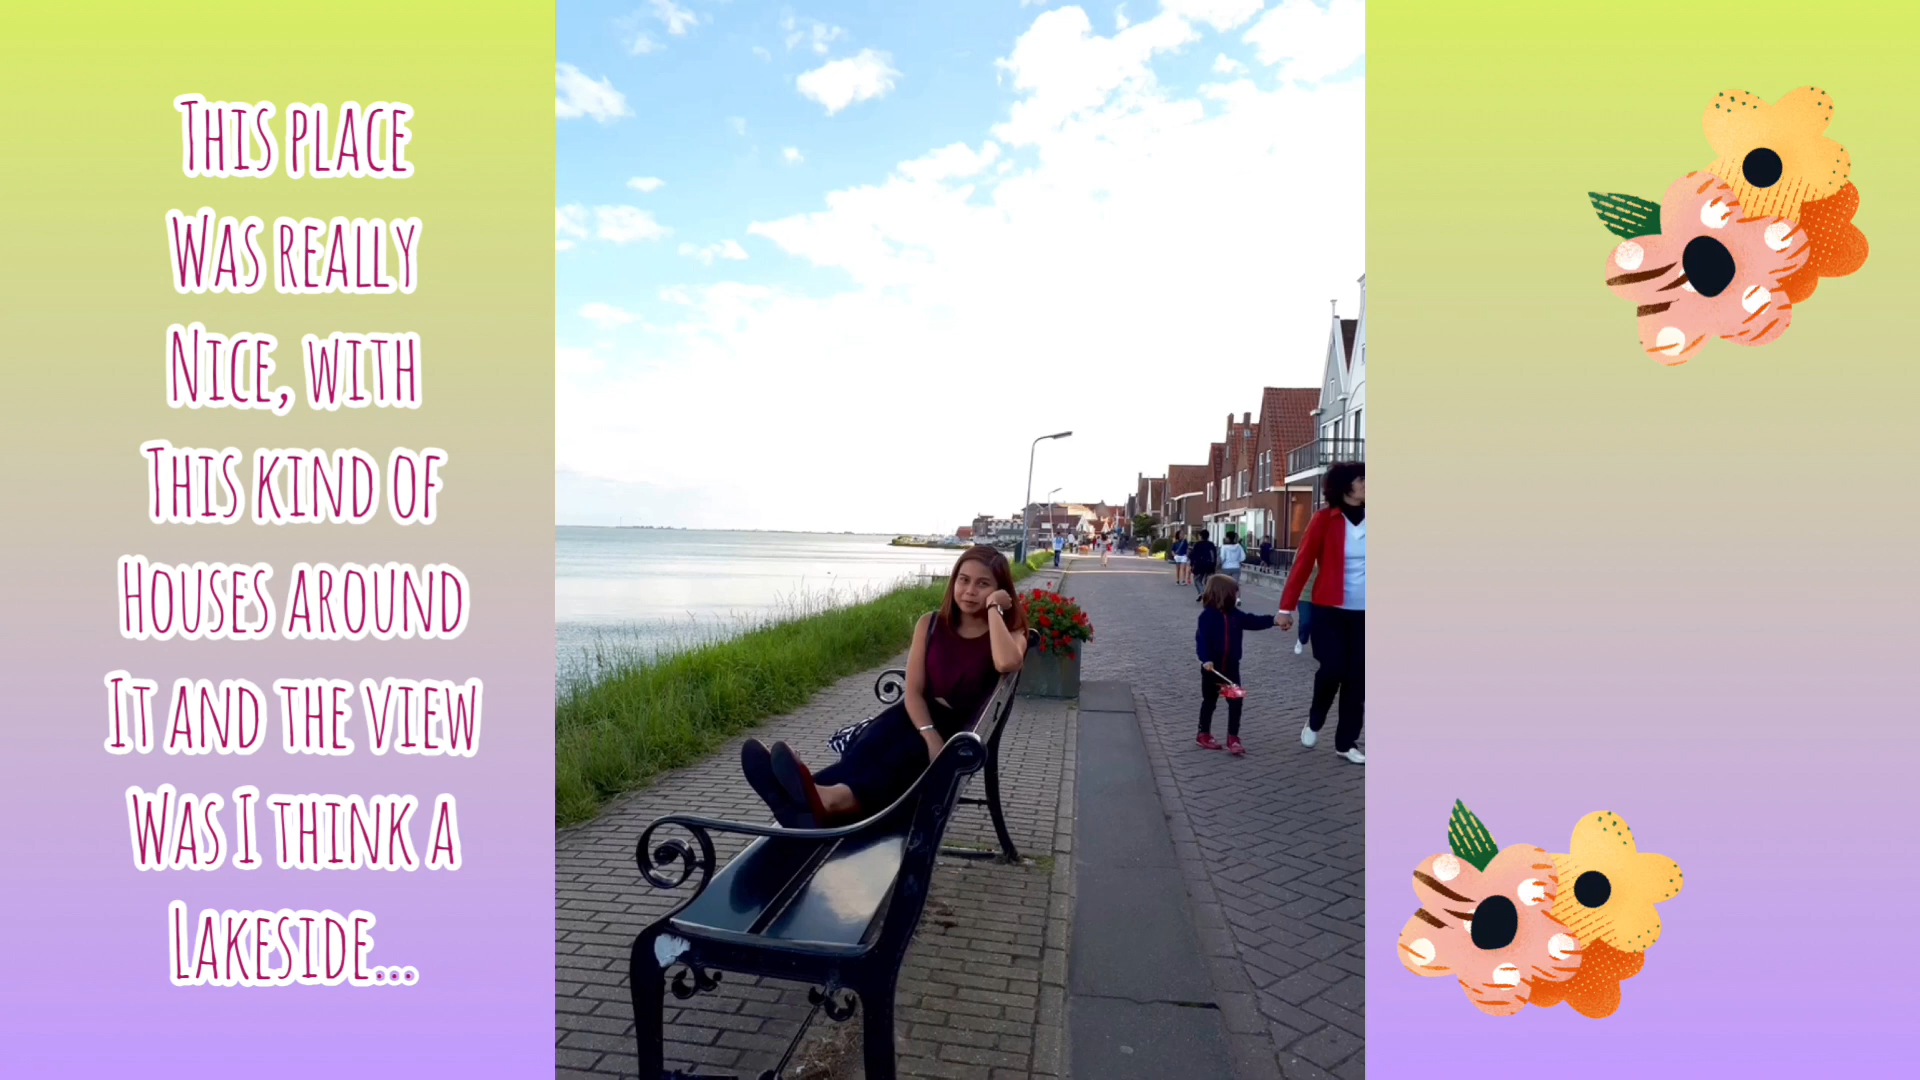 This place
Was really
Nice, with
This kind of
Houses around
It and the view
Was I think a
Lakeside...